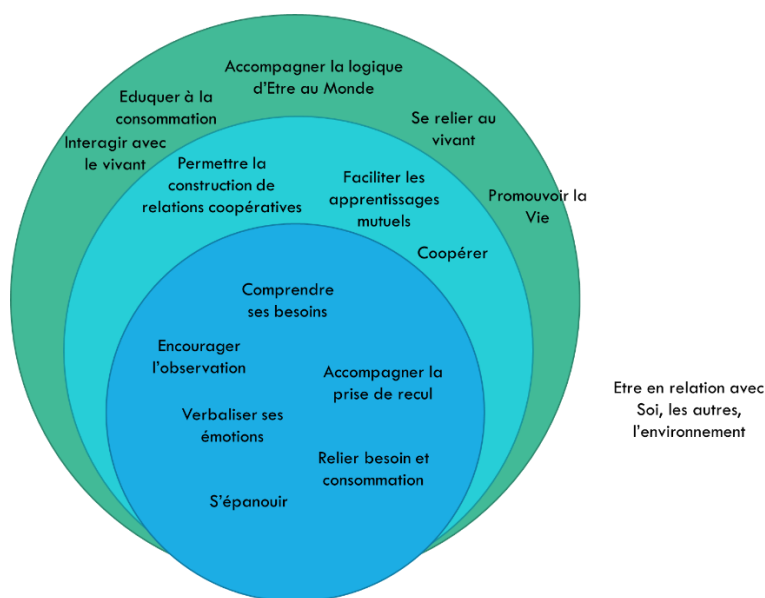 Accompagner la logique
d'Etre au Monde
Eduquer à la
consommation
Se relier au
vivant
Interagir avec
le vivant
Permettre la
construction de
relations coopératives
Faciliter les
apprentissages
mutuels
Promouvoir la
Vie
Coopérer
Comprendre
ses besoins
Encourager
l'observation
Accompagner la
prise de recul
Etre en relation avec
Soi, les autres,
l'environnement
Verbaliser ses
émotions
Relier besoin et
consommation
S'épanouir